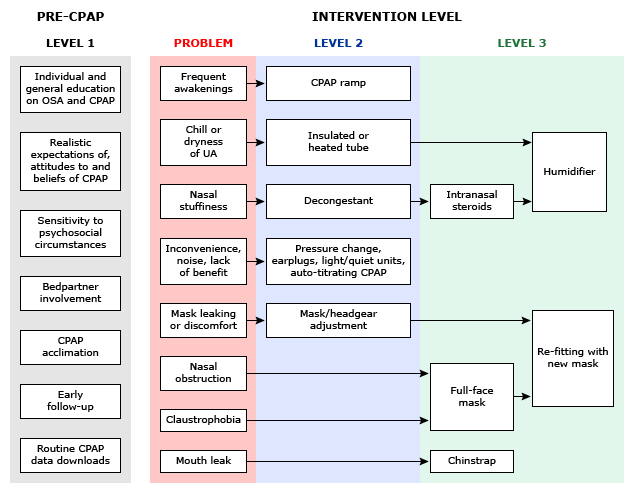 PRE-CPAP
INTERVENTION LEVEL
LEVEL 1
PROBLEM
LEVEL 2
LEVEL 3
Individual and
general education
on OSA and CPAP
Realistic
expectations of,
attitudes to and
beliefs of CPAP
Sensitivity to
psychosocial
circumstances
Bedpartner
involvement
CPAP
acclimation
Early
follow-up
Routine CPAP
data downloads
Frequent
awakenings
CPAP ramp
Chill or
dryness
of UA
Insulated or
heated tube
Humidifier
Nasal
stuffiness
Decongestant
Intranasal
steroids
Inconvenience,
noise, lack
of benefit
Pressure change,
earplugs, light/quiet units,
auto-titrating CPAP
Mask leaking
or discomfort
Mask/headgear
adjustment
Re-fitting with
new mask
Nasal
obstruction
Full-face
mask
Claustrophobia
Mouth leak
Chinstrap